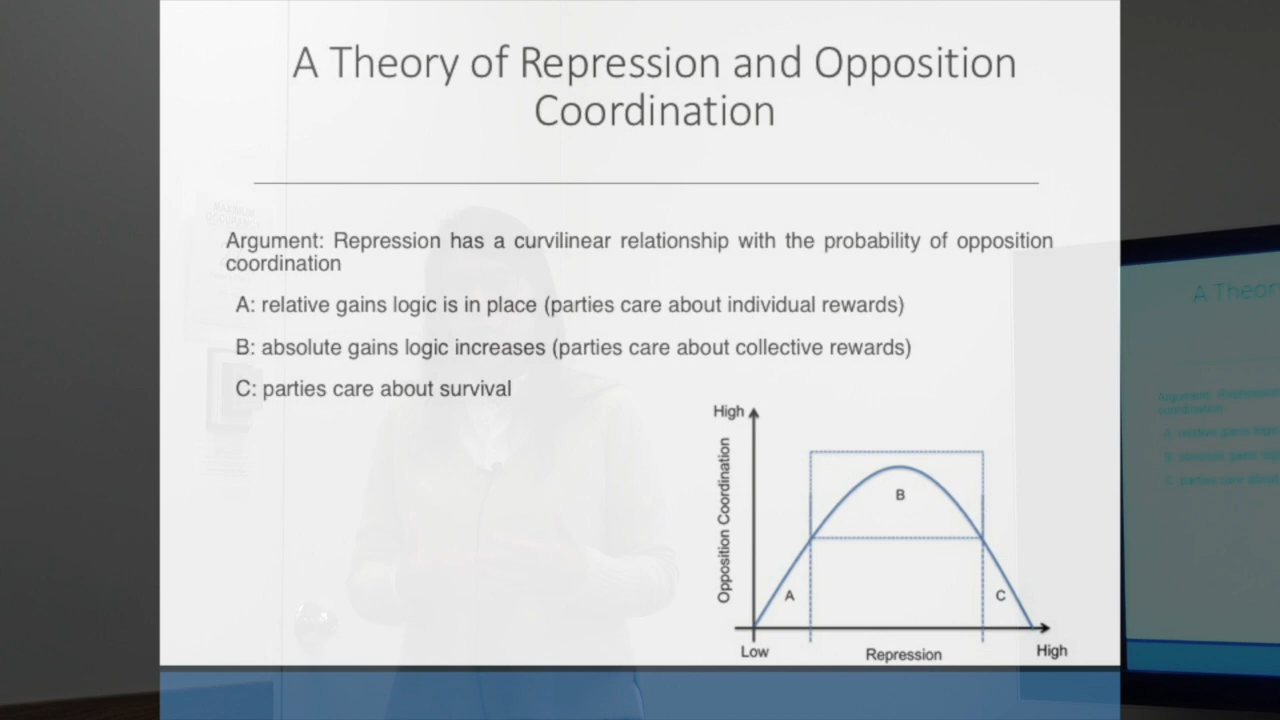 A Theory of Repression and Opposition
Coordination
Argument: Repression has a curvilinear relationship with the probability of opposition
coordination
A: relative gains logic is in place (parties care about individual rewards)
B: absolute gains logic increases (parties care about collective rewards)
C: parties care about survival
High
Opposition Coordination
B
A
C
Low
Repression
High
A Theor